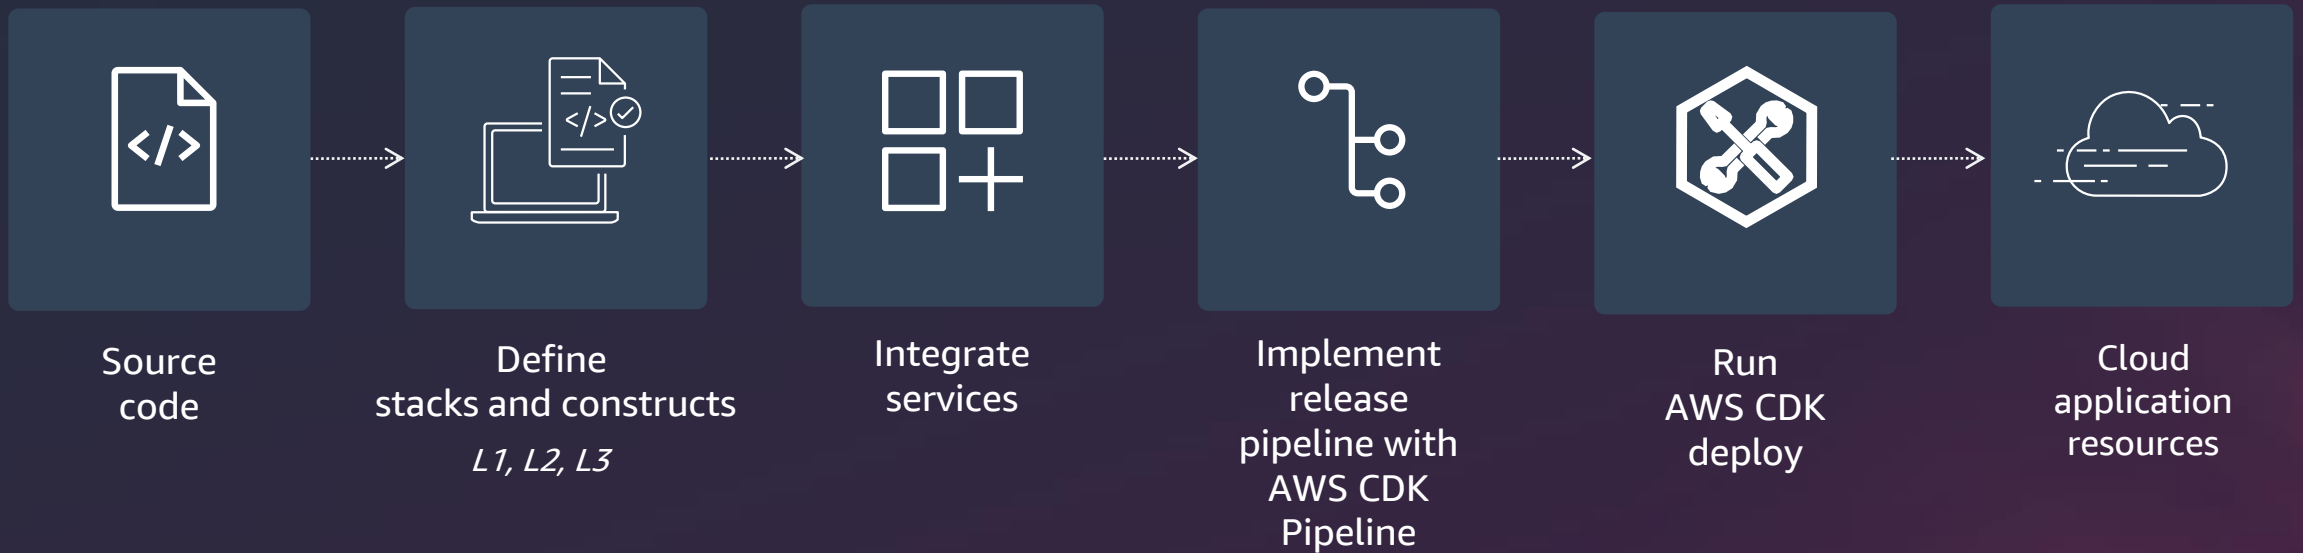 </>
</>
Source
code
Define
stacks and constructs
L1, L2, L3
Integrate
services
Implement
release
pipeline with
AWS CDK
Pipeline
Run
AWS CDK
deploy
Cloud
application
resources